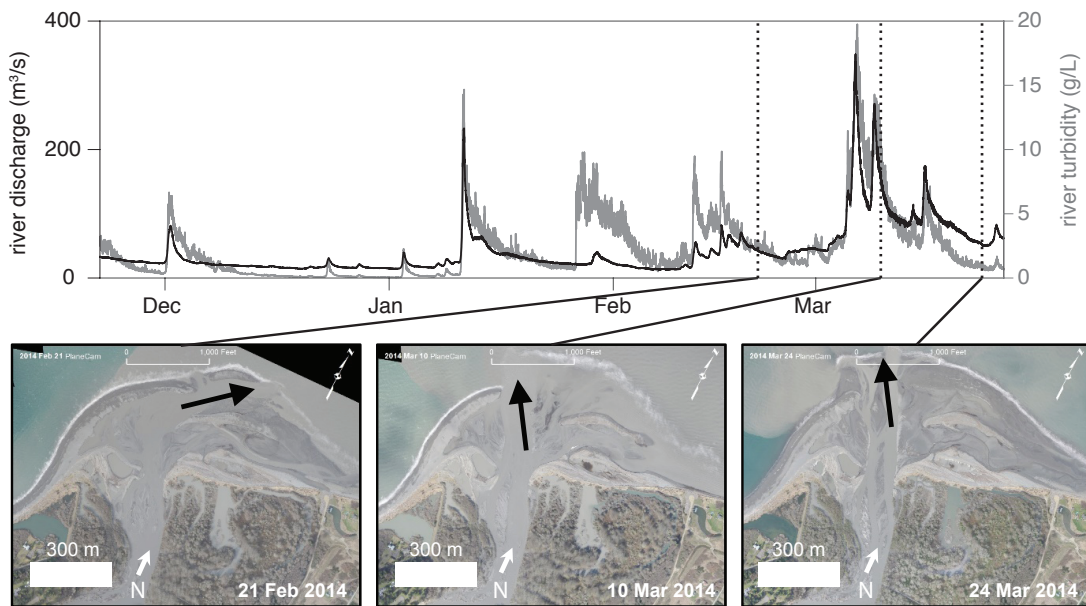 400
200
0
river discharge (m³/s)
20
15
10
5
0
river turbidity (g/L)
Dec
Jan
Feb
Mar
2014 Feb 21 PlaneCam
0
1,000 Feet
N
300 m
N
21 Feb 2014
2014 Mar 10 PlaneCam
0
1,000 Feet
N
300 m
N
10 Mar 2014
2014 Mar 24 PlaneCam
0
1,000 Feet
N
300 m
N
24 Mar 2014